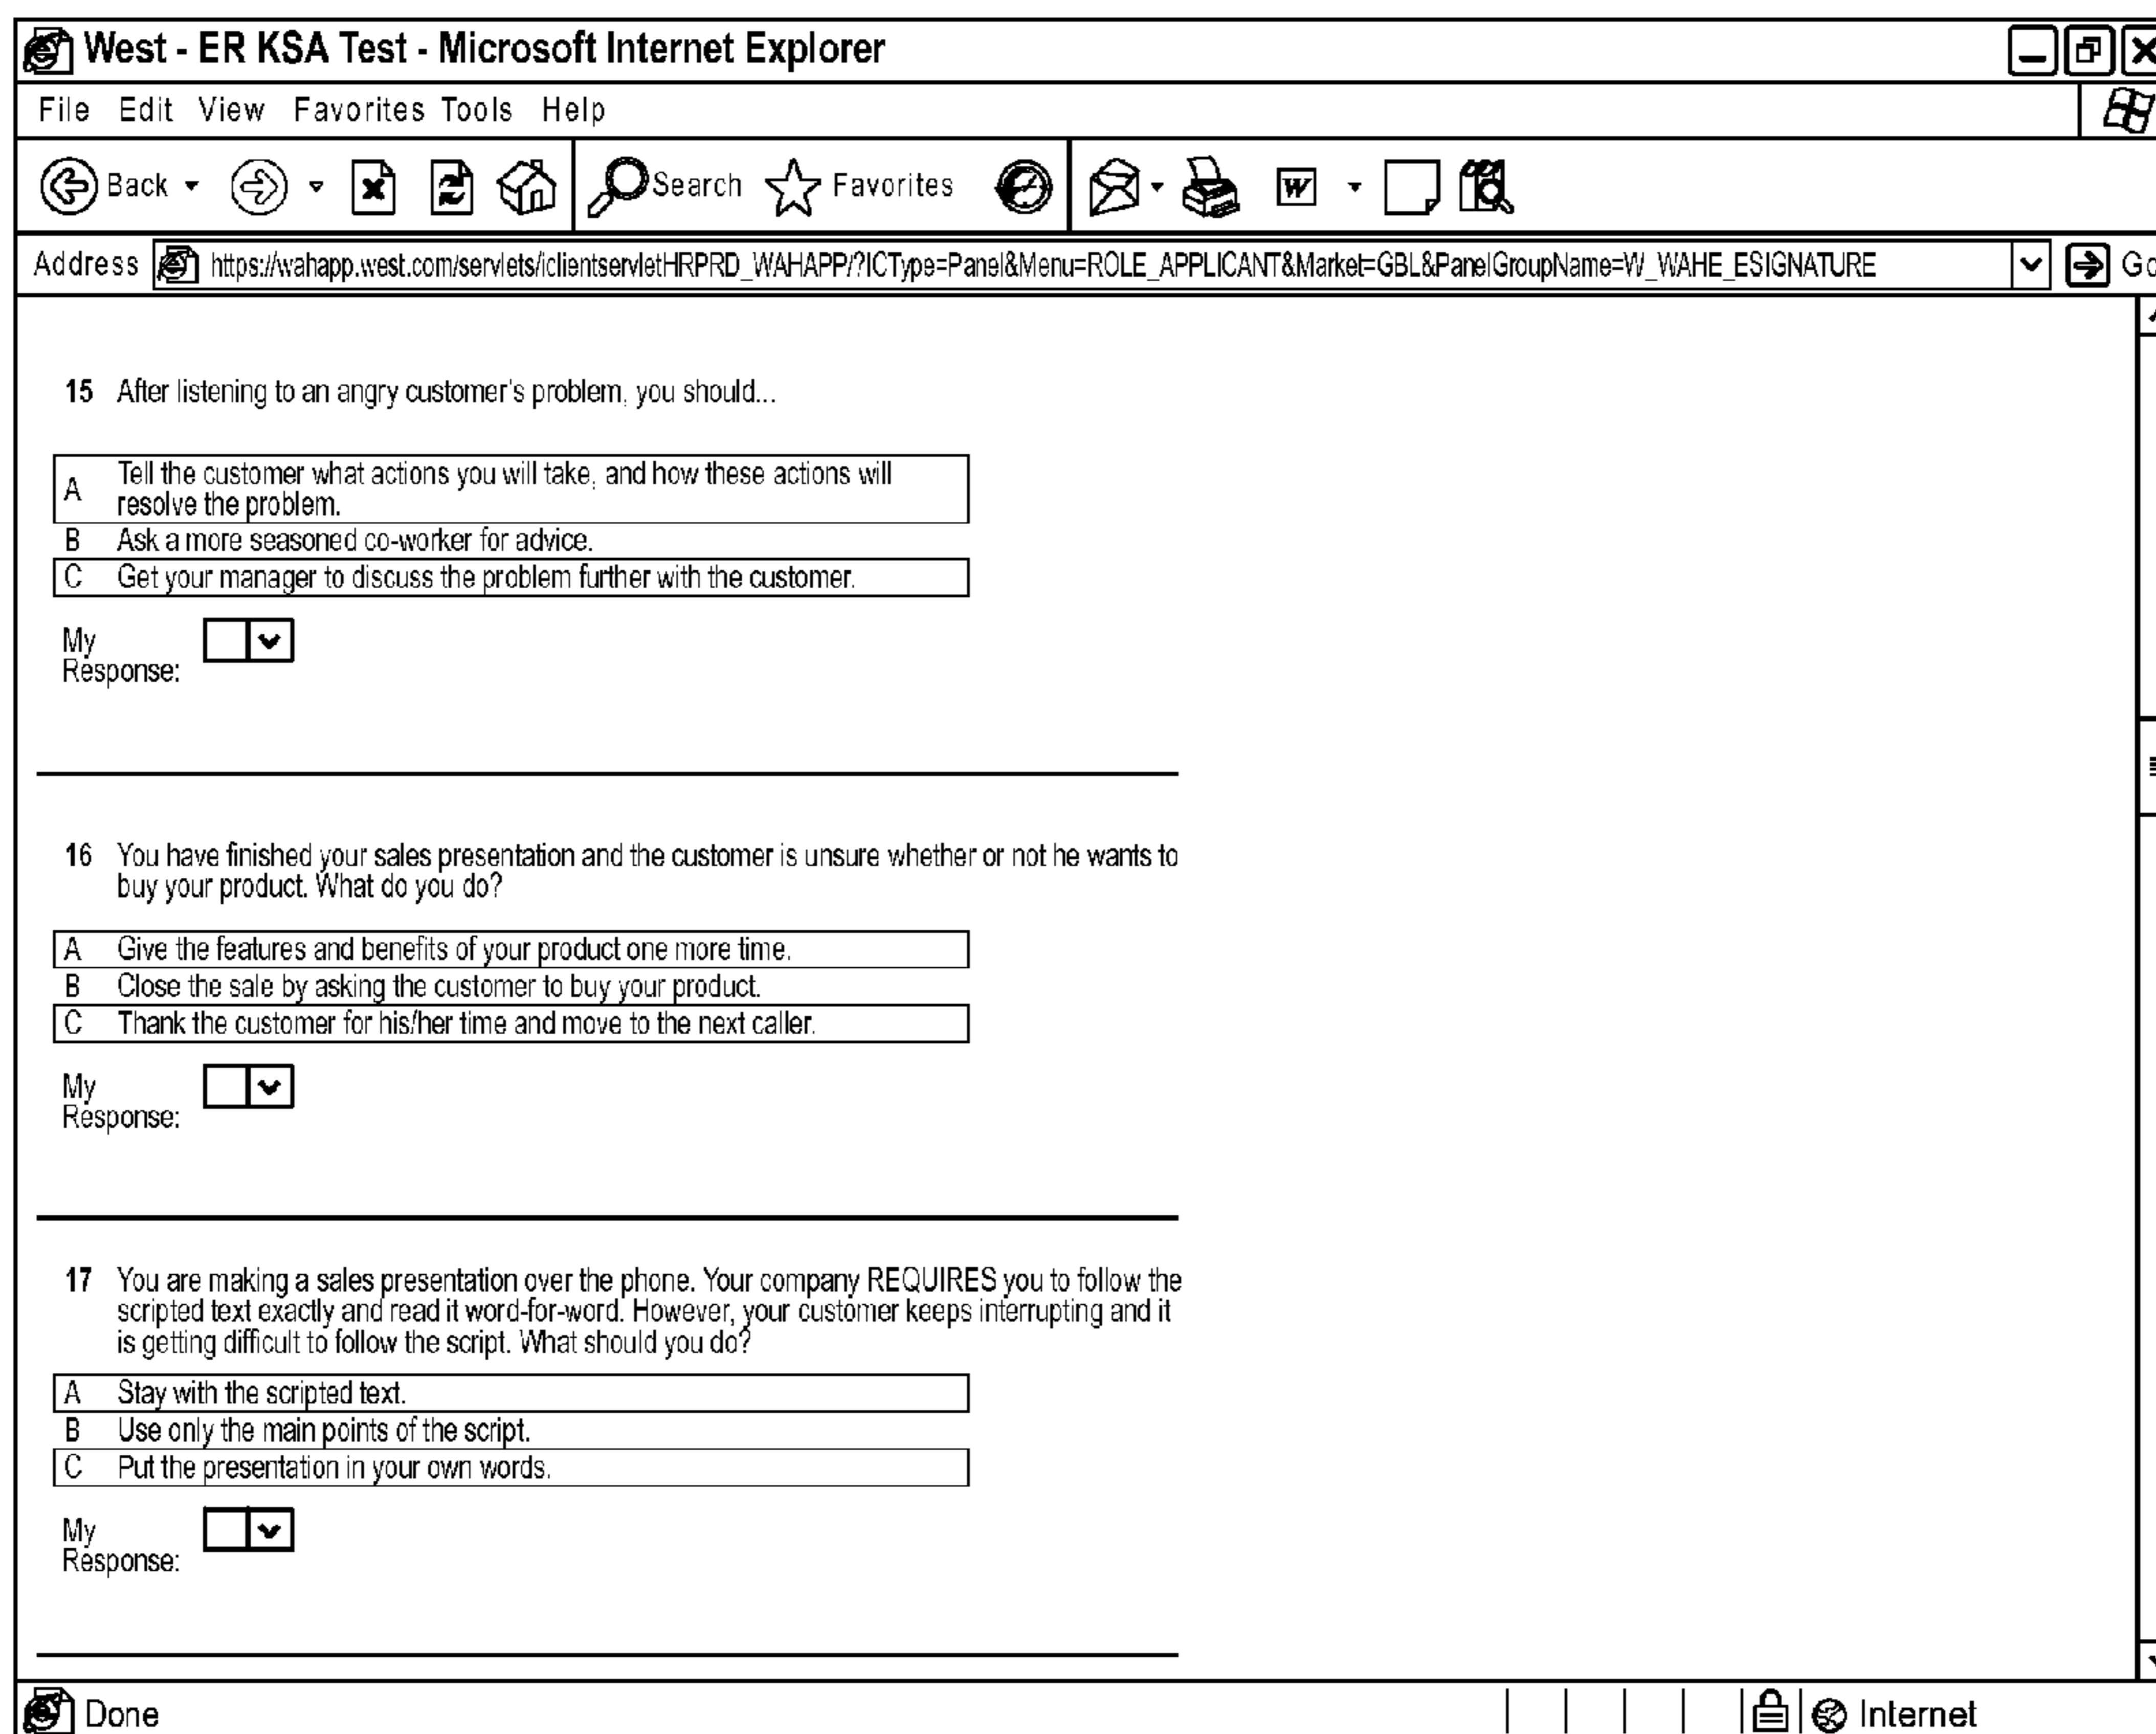 West - ER KSA Test - Microsoft Internet Explorer
File Edit View Favorites Tools Help
Back Search Favorites W
Address https://wahapp.west.com/servlets/iclientservletHRPRD_WAHAPP/?ICType=Panel&Menu=ROLE_APPLICANT&Market=GBL&PanelGroupName=W_WAHE_ESIGNATURE Go
15 After listening to an angry customer's problem, you should...
A Tell the customer what actions you will take, and how these actions will
resolve the problem.
B Ask a more seasoned co-worker for advice.
C Get your manager to discuss the problem further with the customer.
My
Response:
16 You have finished your sales presentation and the customer is unsure whether or not he wants to
buy your product. What do you do?
A Give the features and benefits of your product one more time.
B Close the sale by asking the customer to buy your product.
C Thank the customer for his/her time and move to the next caller.
My
Response:
17 You are making a sales presentation over the phone. Your company REQUIRES you to follow the
scripted text exactly and read it word-for-word. However, your customer keeps interrupting and it
is getting difficult to follow the script. What should you do?
A Stay with the scripted text.
B Use only the main points of the script.
C Put the presentation in your own words.
My
Response:
Done Internet